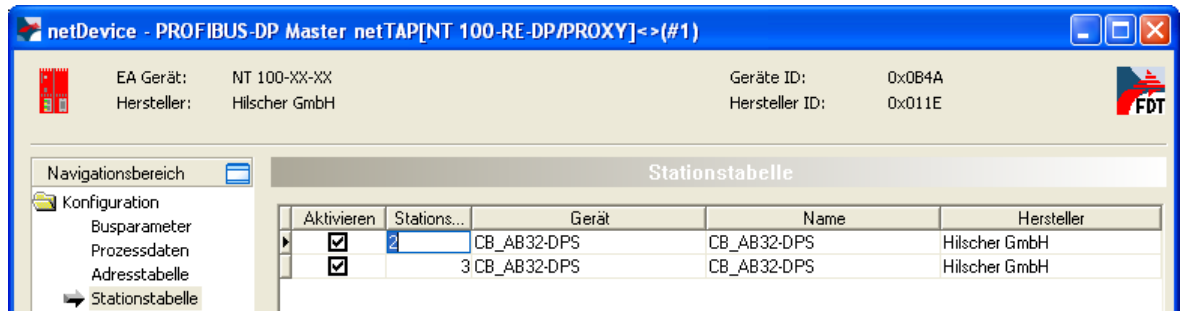 netDevice - PROFIBUS-DP Master netTAP[NT 100-RE-DP/PROXY]<>(#1)
EA Gerät: NT 100-XX-XX Geräte ID: 0x0B4A
Hersteller: Hilscher GmbH Hersteller ID: 0x011E
FDT
Navigationsbereich
Konfiguration
Busparameter
Prozessdaten
Adresstabelle
Stationstabelle
Stationstabelle
Aktivieren Stations... Gerät Name Hersteller
2 CB_AB32-DPS CB_AB32-DPS Hilscher GmbH
3 CB_AB32-DPS CB_AB32-DPS Hilscher GmbH